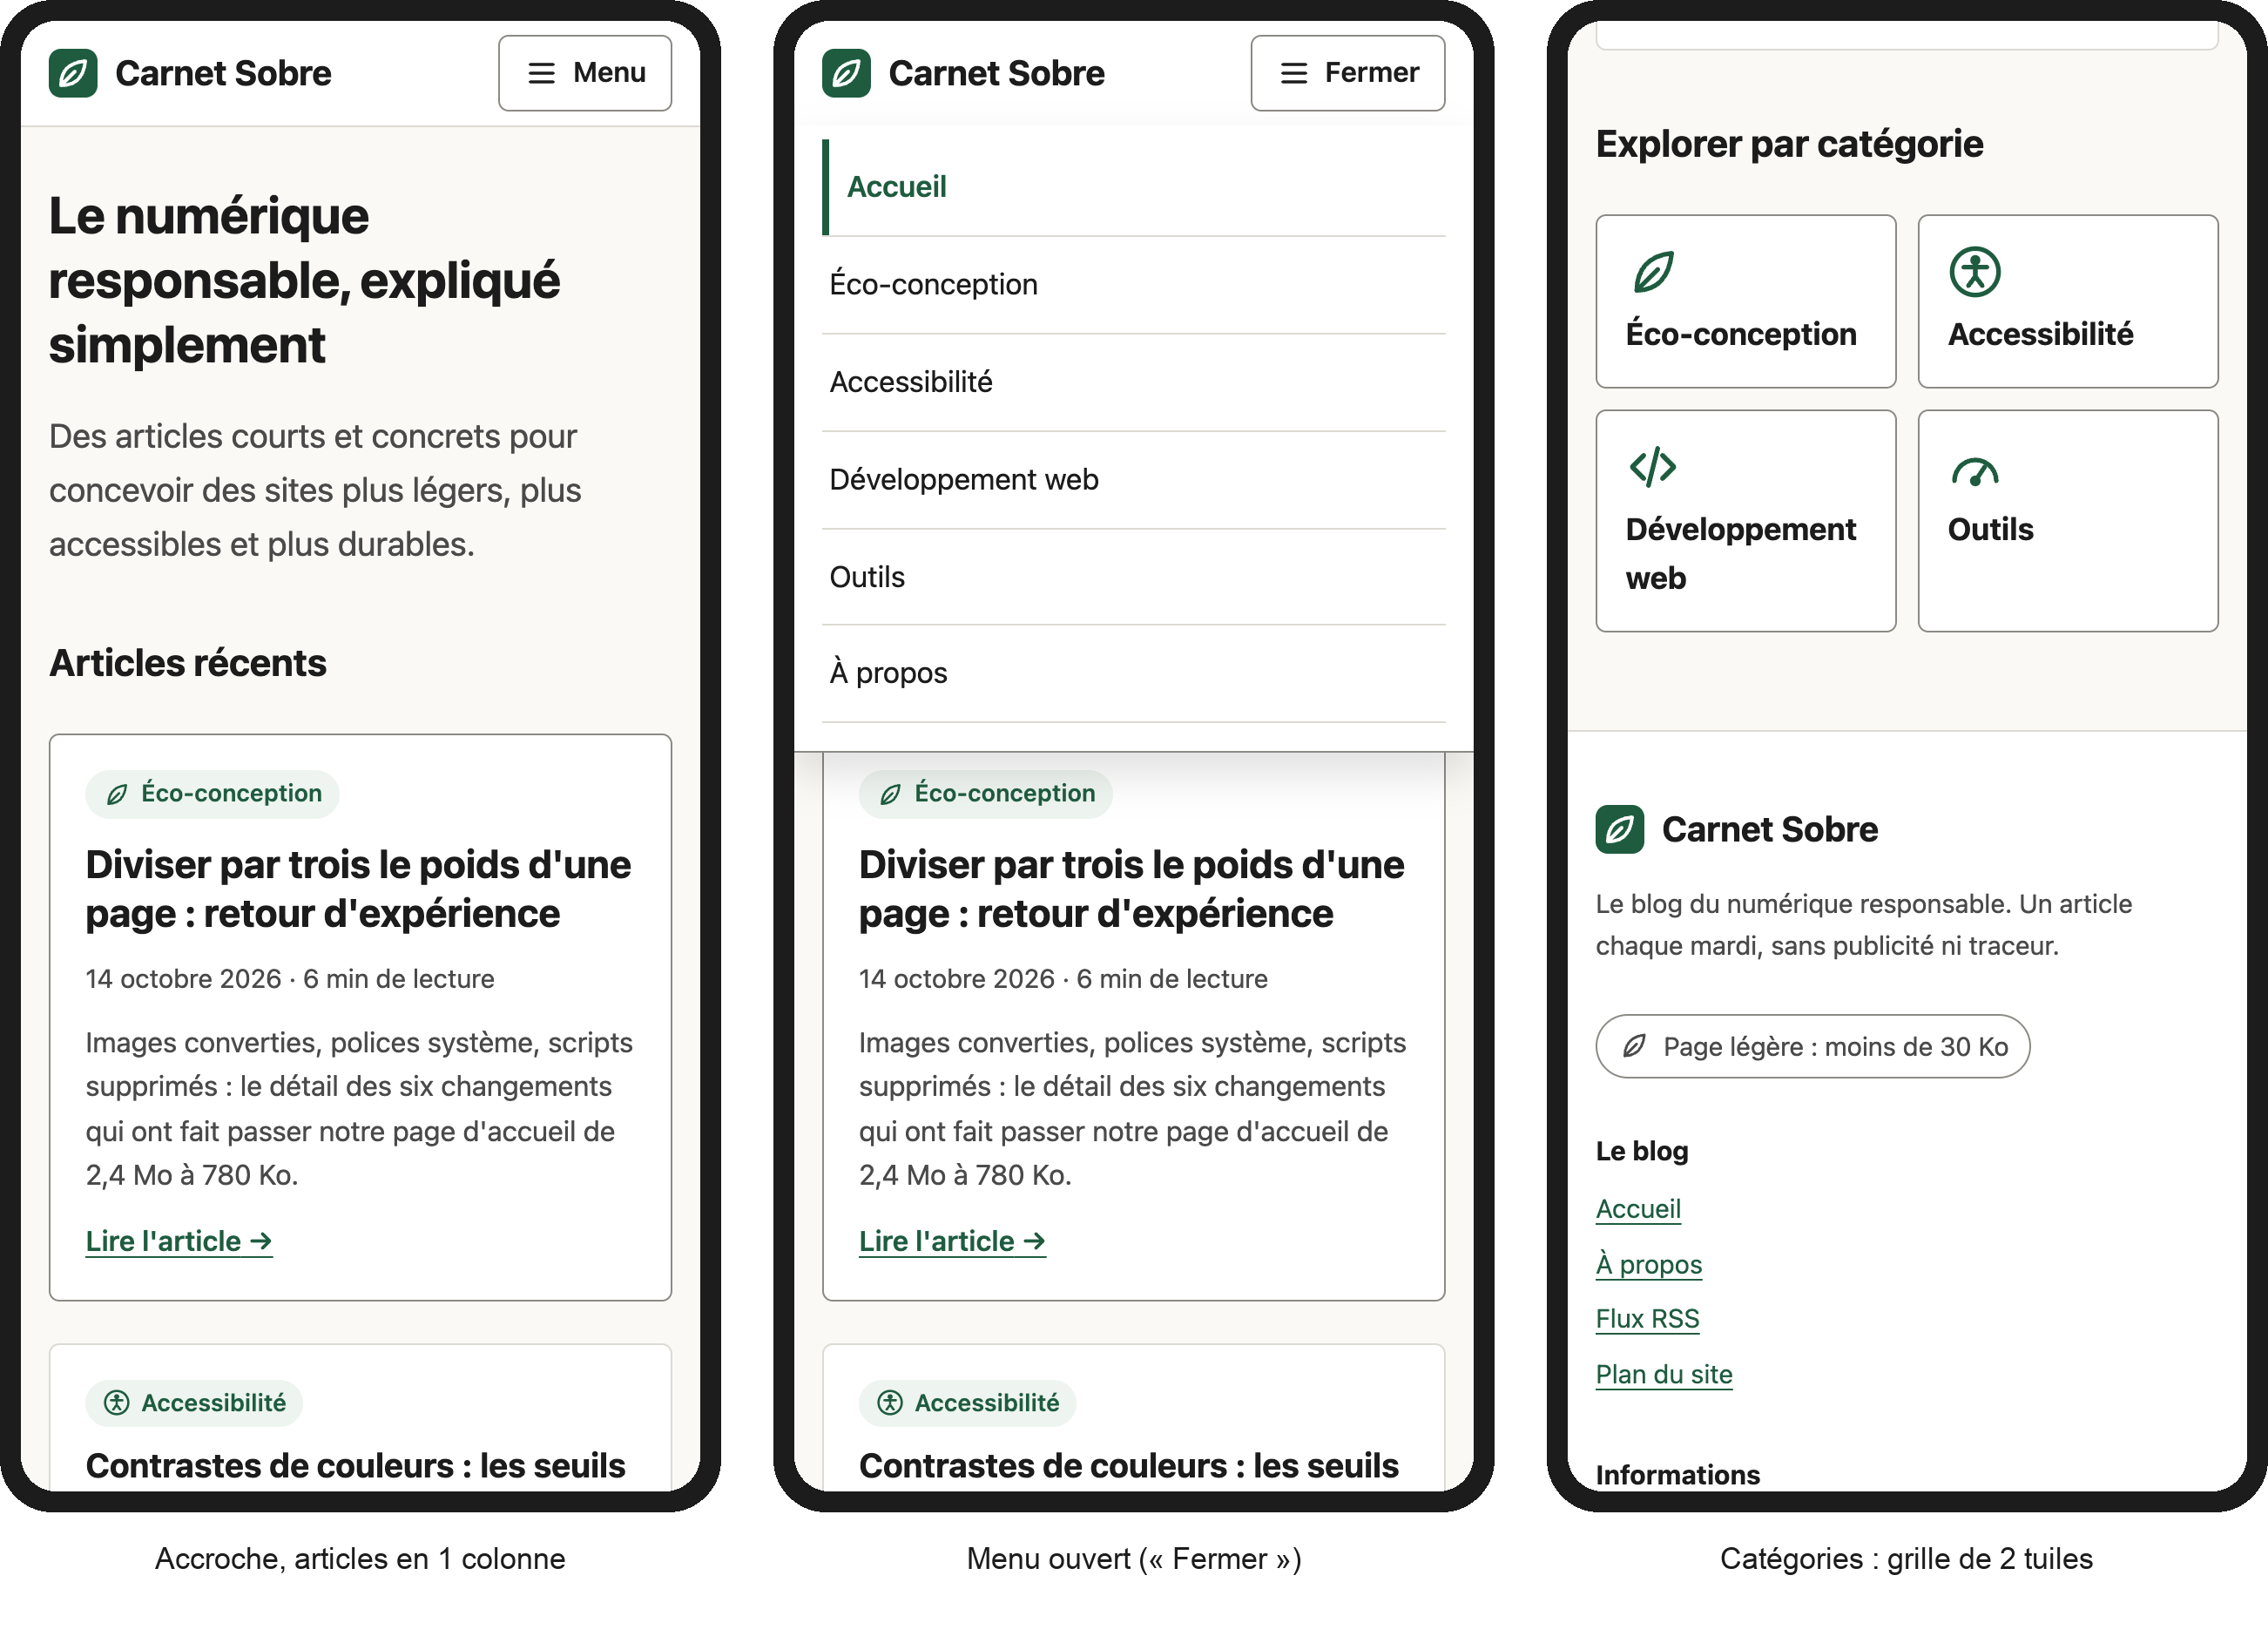 Carnet Sobre
Menu
Le numérique
responsable, expliqué
simplement
Des articles courts et concrets pour
concevoir des sites plus légers, plus
accessibles et plus durables.
Articles récents
Éco-conception
Diviser par trois le poids d'une
page : retour d'expérience
14 octobre 2026 · 6 min de lecture
Images converties, polices système, scripts
supprimés : le détail des six changements
qui ont fait passer notre page d'accueil de
2,4 Mo à 780 Ko.
Lire l'article →
Accessibilité
Contrastes de couleurs : les seuils
Accroche, articles en 1 colonne
Carnet Sobre
Fermer
Accueil
Éco-conception
Accessibilité
Développement web
Outils
À propos
Éco-conception
Diviser par trois le poids d'une
page : retour d'expérience
14 octobre 2026 · 6 min de lecture
Images converties, polices système, scripts
supprimés : le détail des six changements
qui ont fait passer notre page d'accueil de
2,4 Mo à 780 Ko.
Lire l'article →
Accessibilité
Contrastes de couleurs : les seuils
Menu ouvert (« Fermer »)
Explorer par catégorie
Éco-conception
Accessibilité
Développement
web
Outils
Carnet Sobre
Le blog du numérique responsable. Un article
chaque mardi, sans publicité ni traceur.
Page légère : moins de 30 Ko
Le blog
Accueil
À propos
Flux RSS
Plan du site
Informations
Catégories : grille de 2 tuiles